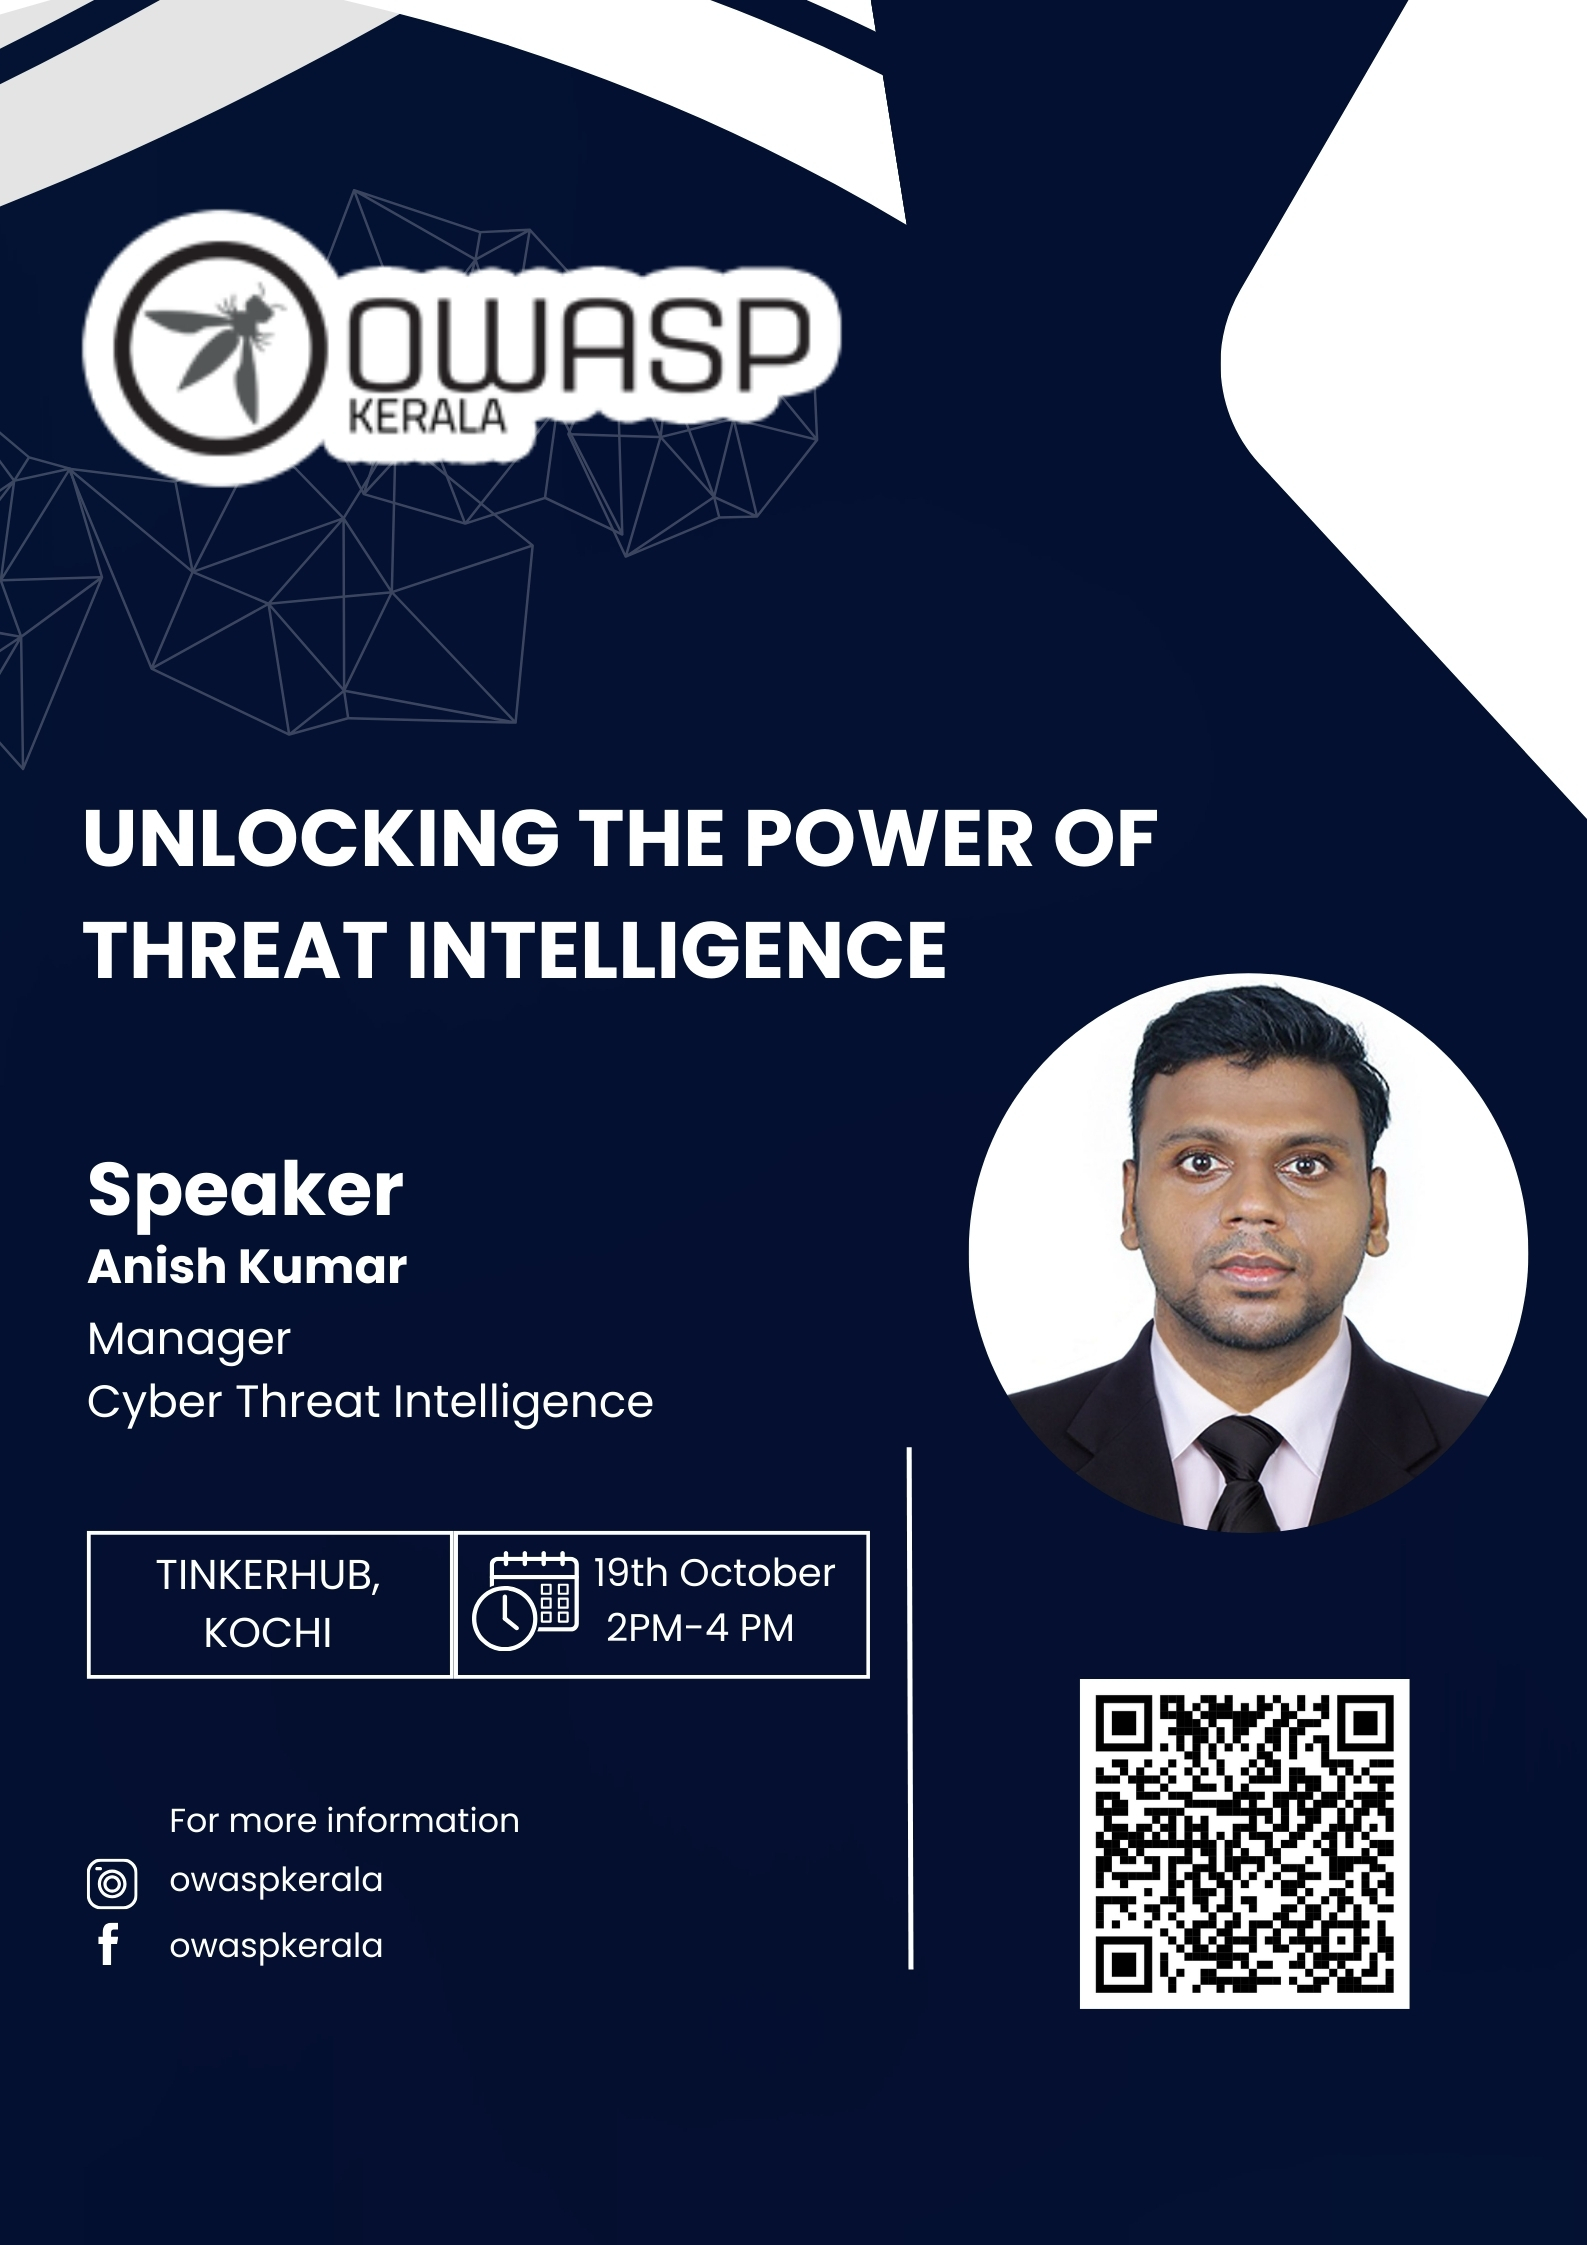 OWASP
KERALA
UNLOCKING THE POWER OF
THREAT INTELLIGENCE
Speaker
Anish Kumar
Manager
Cyber Threat Intelligence
TINKERHUB,
KOCHI
19th October
2PM-4 PM
For more information
owaspkerala
owaspkerala